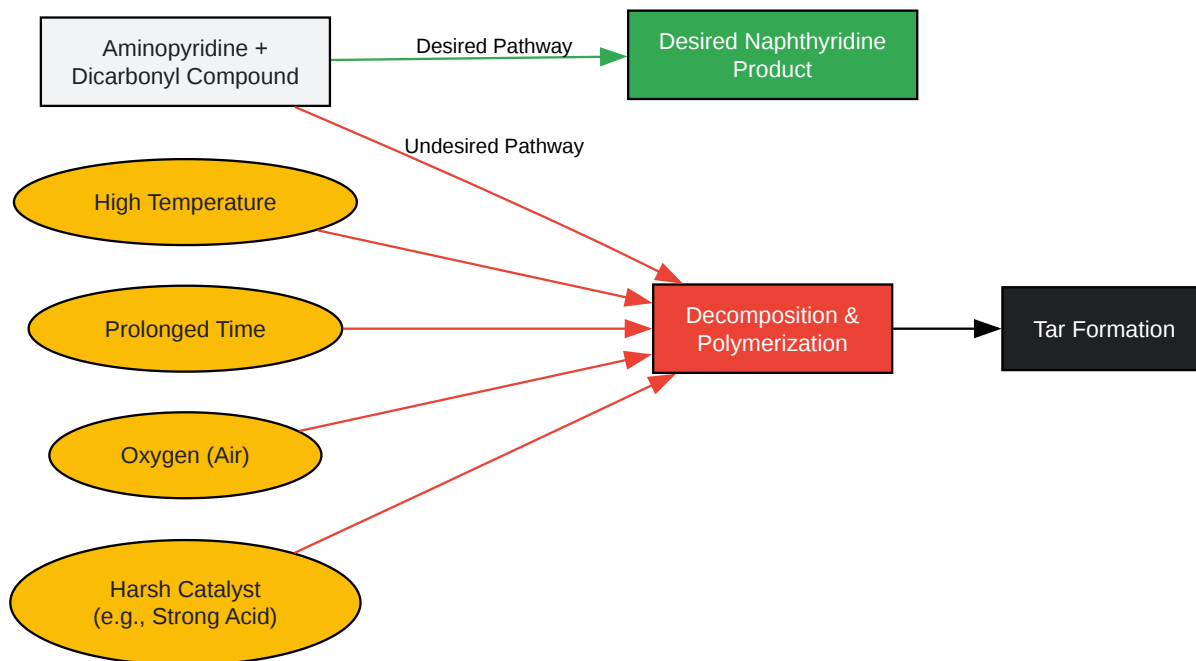 Aminopyridine +
Dicarbonyl Compound
Desired Pathway
Desired Naphthyridine
Product
Undesired Pathway
High Temperature
Prolonged Time
Oxygen (Air)
Harsh Catalyst
(e.g., Strong Acid)
Decomposition &
Polymerization
Tar Formation